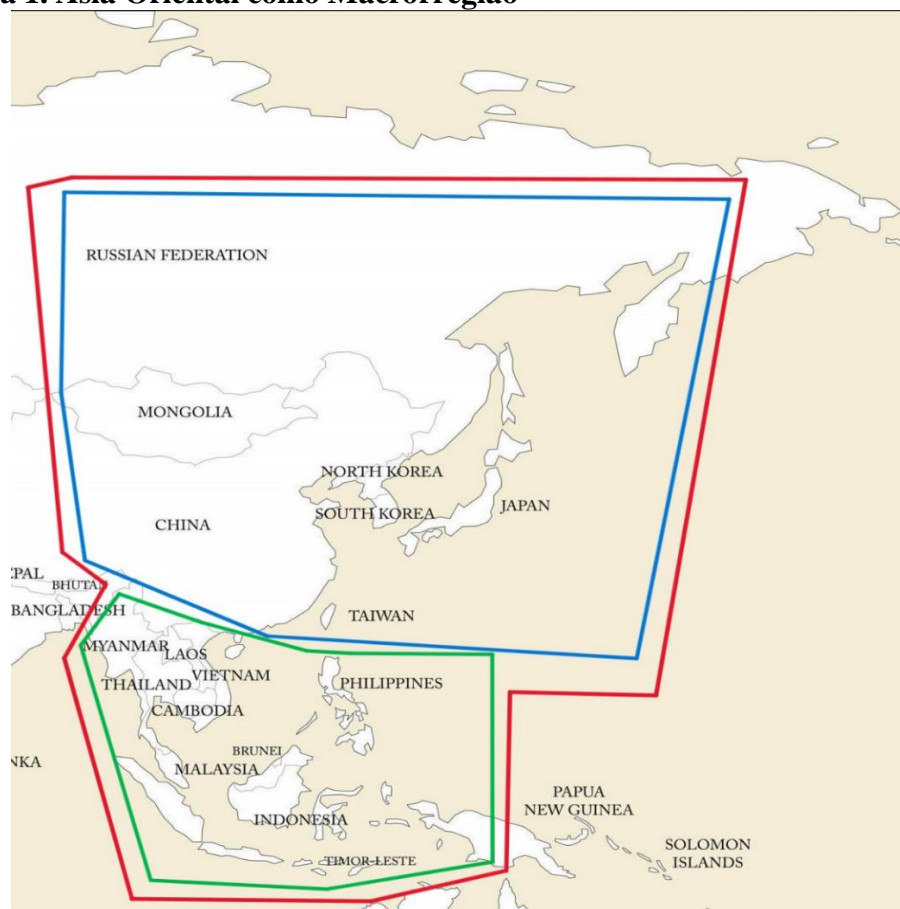 a 1. Ásia Oriental como Macrorregião
RUSSIAN FEDERATION
MONGOLIA
NORTH KOREA
SOUTH KOREA
JAPAN
CHINA
PAL
BHUTAN
BANGLADESH
TAIWAN
MYANMAR
LAOS
VIETNAM
THAILAND
PHILIPPINES
CAMBODIA
BRUNEI
NKA
MALAYSIA
PAPUA
NEW GUINEA
INDONESIA
SOLOMON
ISLANDS
TIMOR-LESTE